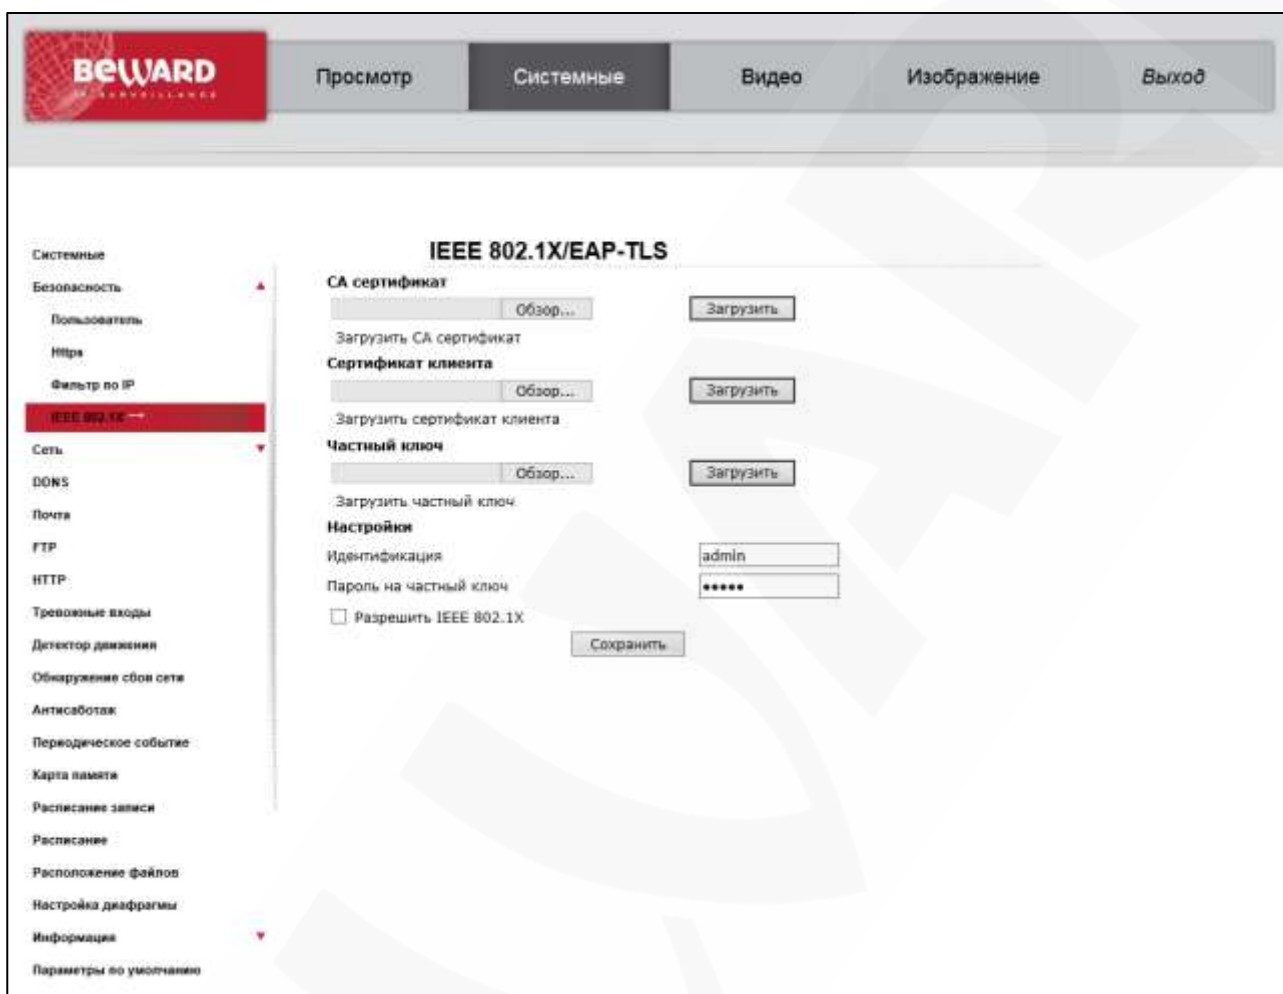 BEWARD
Просмотр
Системные
Видео
Изображение
Выход
Системные
Безопасность
Пользователь
Https
Фильтр по IP
IEEE 802.1X
Сеть
DDNS
Почта
FTP
HTTP
Тревожные входы
Детектор движения
Обнаружение сбоя сети
Антисаботаж
Периодическое событие
Карта памяти
Расписание записи
Расписание
Расположение файлов
Настройка диафрагмы
Информация
Параметры по умолчанию
IEEE 802.1X/EAP-TLS
CA сертификат
Обзор... Загрузить
Загрузить CA сертификат
Сертификат клиента
Обзор... Загрузить
Загрузить сертификат клиента
Частный ключ
Обзор... Загрузить
Загрузить частный ключ
Настройки
Идентификация admin
Пароль на частный ключ •••••
Разрешить IEEE 802.1X
Сохранить